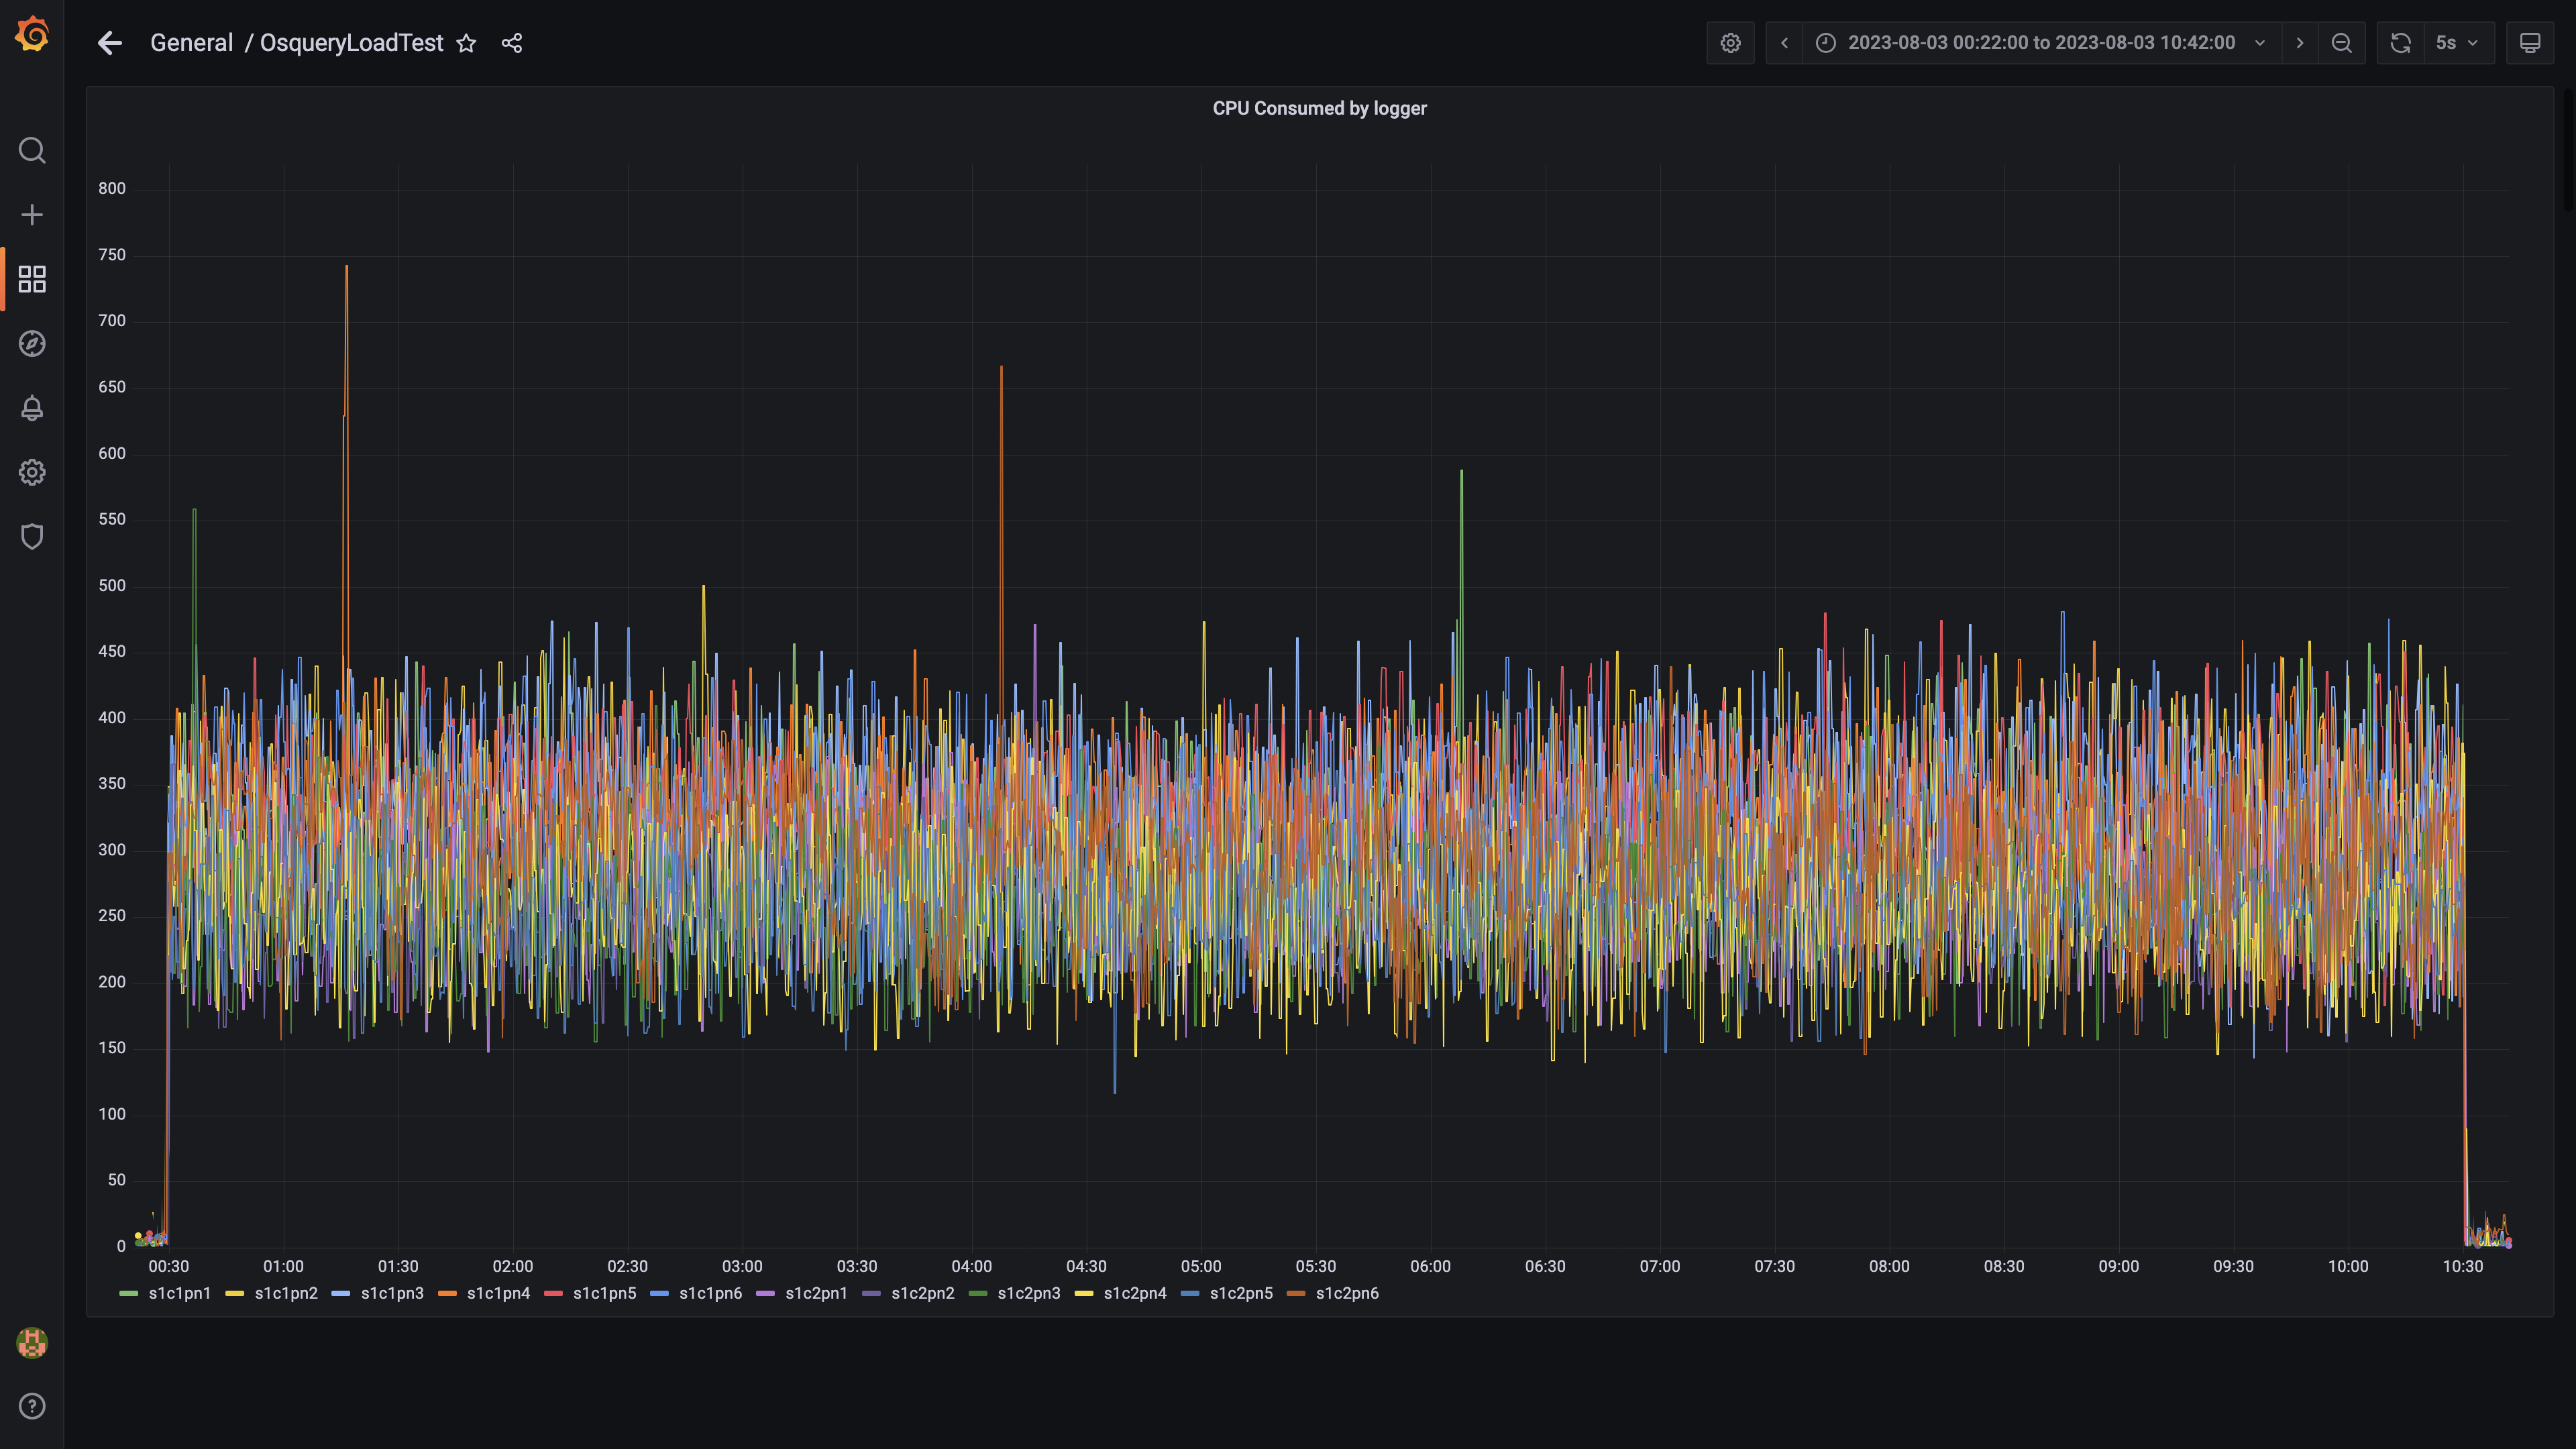 General / OsqueryLoadTest
2023-08-03 00:22:00 to 2023-08-03 10:42:00
5s
CPU Consumed by logger
800
750
700
650
600
550
500
450
400
350
300
250
200
150
100
50
0
00:30 01:00 01:30 02:00 02:30 03:00 03:30 04:00 04:30 05:00 05:30 06:00 06:30 07:00 07:30 08:00 08:30 09:00 09:30 10:00 10:30
s1c1pn1 s1c1pn2 s1c1pn3 s1c1pn4 s1c1pn5 s1c1pn6 s1c2pn1 s1c2pn2 s1c2pn3 s1c2pn4 s1c2pn5 s1c2pn6